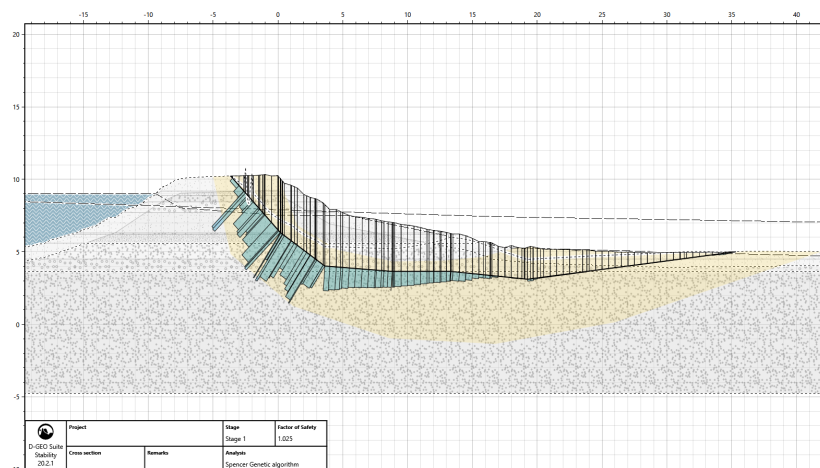 -15 -10 -5 0 5 10 15 20 25 30 35 40
20
15
10
5
0
-5
Project
Stage
Factor of Safety
Stage 1
1.025
D-GEO Suite
Stability
20.2.1
Cross section
Remarks
Analysis
Spencer Genetic algorithm